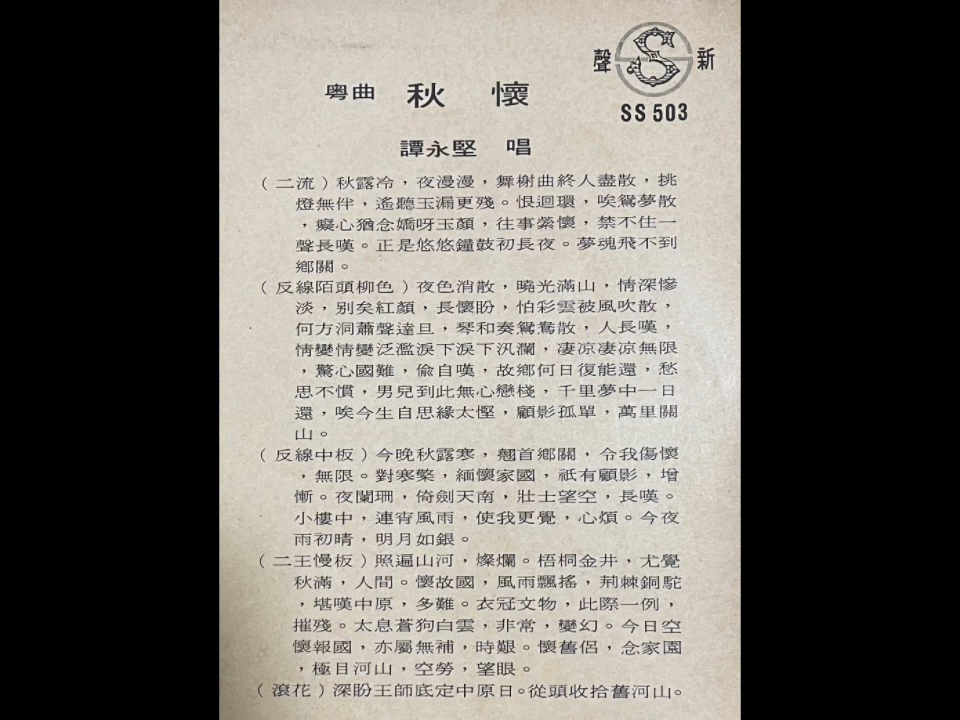 聲 S 新
SS 503
粵曲 秋 懷
譚永堅 唱
（二流）秋露冷，夜漫漫，舞榭曲終人盡散，挑
燈無伴，遙聽玉漏更殘。恨迴環，唉鴛夢散
，癡心猶念嬌呀玉顏，往事縈懷，禁不住一
聲長嘆。正是悠悠鐘鼓初長夜。夢魂飛不到
鄉關。
（反線陌頭柳色）夜色消散，曉光滿山，情深慘
淡，别矣紅顏，長懷盼，怕彩雲被風吹散，
何方洞蕭聲達旦，琴和奏鴛鴦散，人長嘆，
情變情變泛濫淚下淚下汎瀾，凄凉凄凉無限
，驚心國難，偷自嘆，故鄉何日復能還，愁
思不慣，男兒到此無心戀棧，千里夢中一日
還，唉今生自思緣太慳，顧影孤單，萬里關
山。
（反線中板）今晚秋露寒，翹首鄉關，令我傷懷
，無限。對寒檠，緬懷家國，祇有顧影，增
慚。夜闌珊，倚劍天南，壯士望空，長嘆。
小樓中，連宵風雨，使我更覺，心煩。今夜
雨初晴，明月如銀。
（二王慢板）照遍山河，燦爛。梧桐金井，尤覺
秋滿，人間。懷故國，風雨飄搖，荊棘銅駝
，堪嘆中原，多難。衣冠文物，此際一例，
摧殘。太息蒼狗白雲，非常，變幻。今日空
懷報國，亦屬無補，時艱。懷舊侶，念家園
，極目河山，空勞，望眼。
（滾花）深盼王師底定中原日。從頭收拾舊河山。